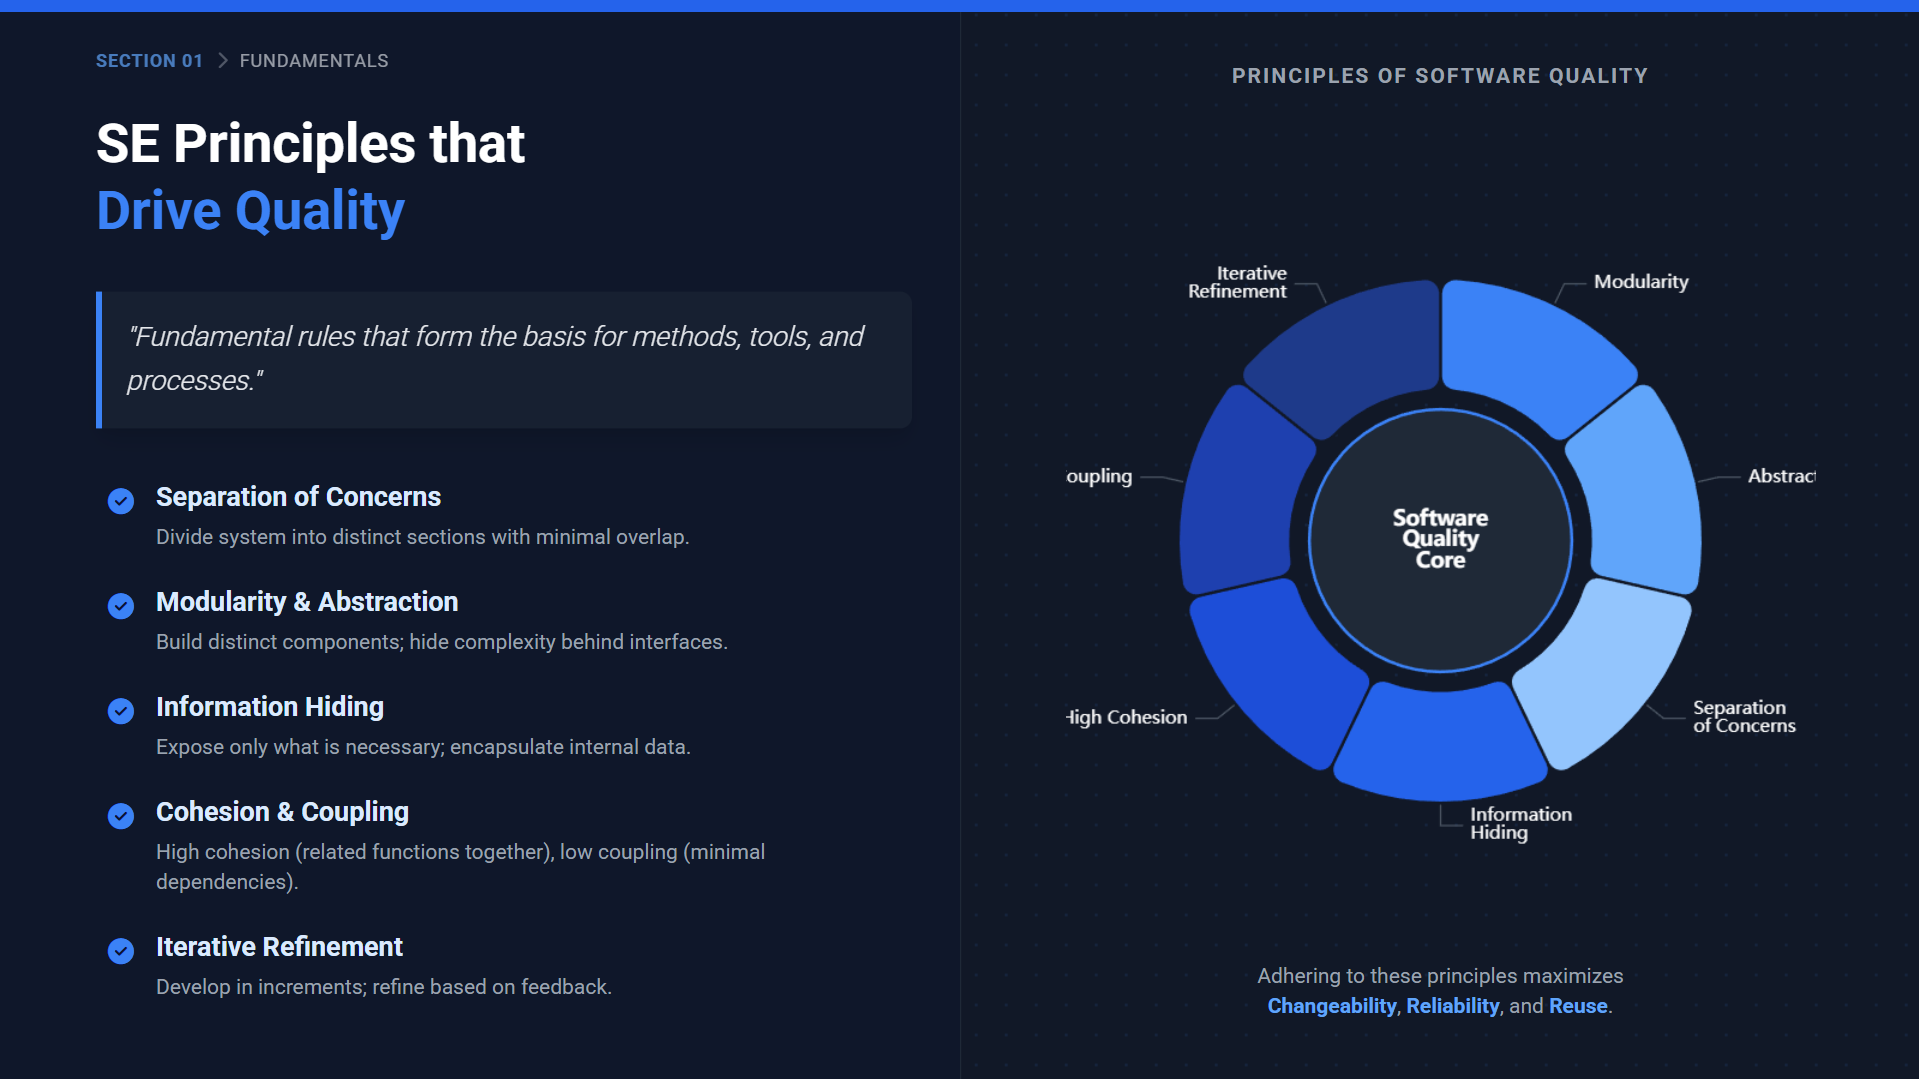 SECTION 01 > FUNDAMENTALS
SE Principles that
Drive Quality
"Fundamental rules that form the basis for methods, tools, and
processes."
Separation of Concerns
Divide system into distinct sections with minimal overlap.
Modularity & Abstraction
Build distinct components; hide complexity behind interfaces.
Information Hiding
Expose only what is necessary; encapsulate internal data.
Cohesion & Coupling
High cohesion (related functions together), low coupling (minimal
dependencies).
Iterative Refinement
Develop in increments; refine based on feedback.
PRINCIPLES OF SOFTWARE QUALITY
Iterative
Refinement
Modularity
oupling
Abstract
Software
Quality
Core
High Cohesion
Separation
of Concerns
Information
Hiding
Adhering to these principles maximizes
Changeability, Reliability, and Reuse.